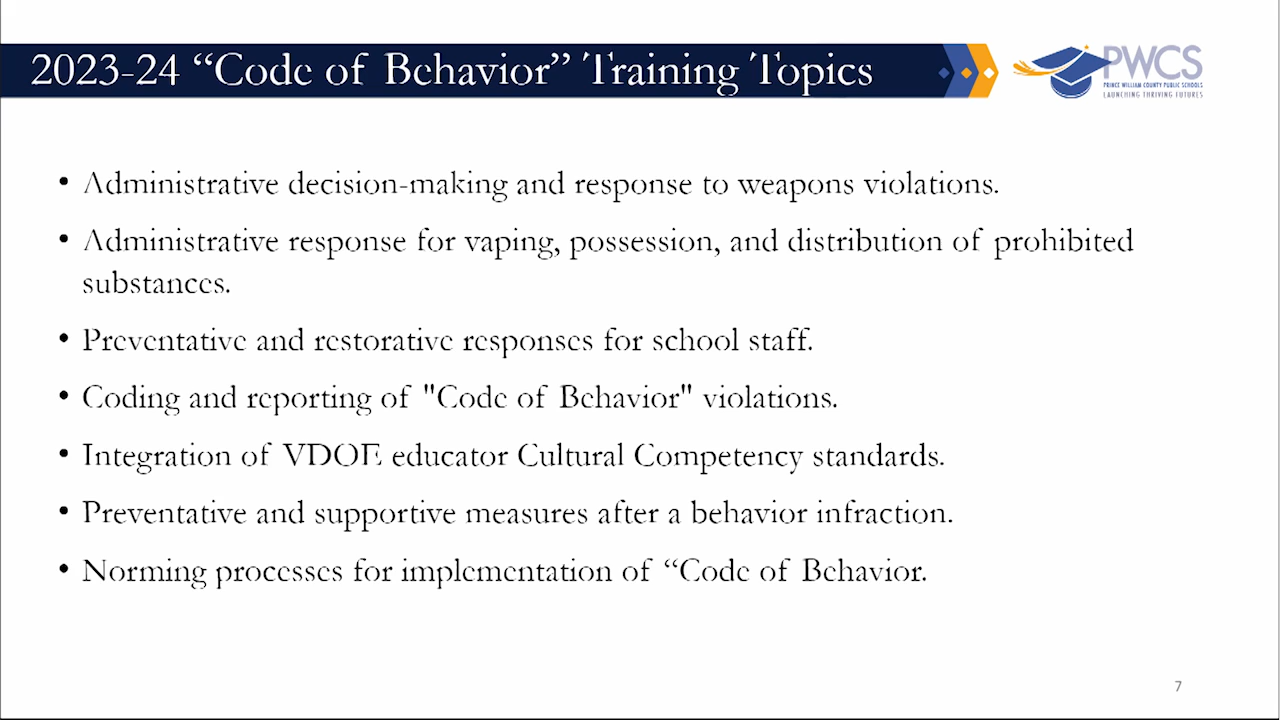 2023-24 “Code of Behavior” Training Topics
PWCS
PRINCE WILLIAM COUNTY PUBLIC SCHOOLS
LAUNCHING THRIVING FUTURES
• Administrative decision-making and response to weapons violations.
• Administrative response for vaping, possession, and distribution of prohibited
substances.
• Preventative and restorative responses for school staff.
• Coding and reporting of "Code of Behavior" violations.
• Integration of VDOE educator Cultural Competency standards.
• Preventative and supportive measures after a behavior infraction.
• Norming processes for implementation of “Code of Behavior.
7